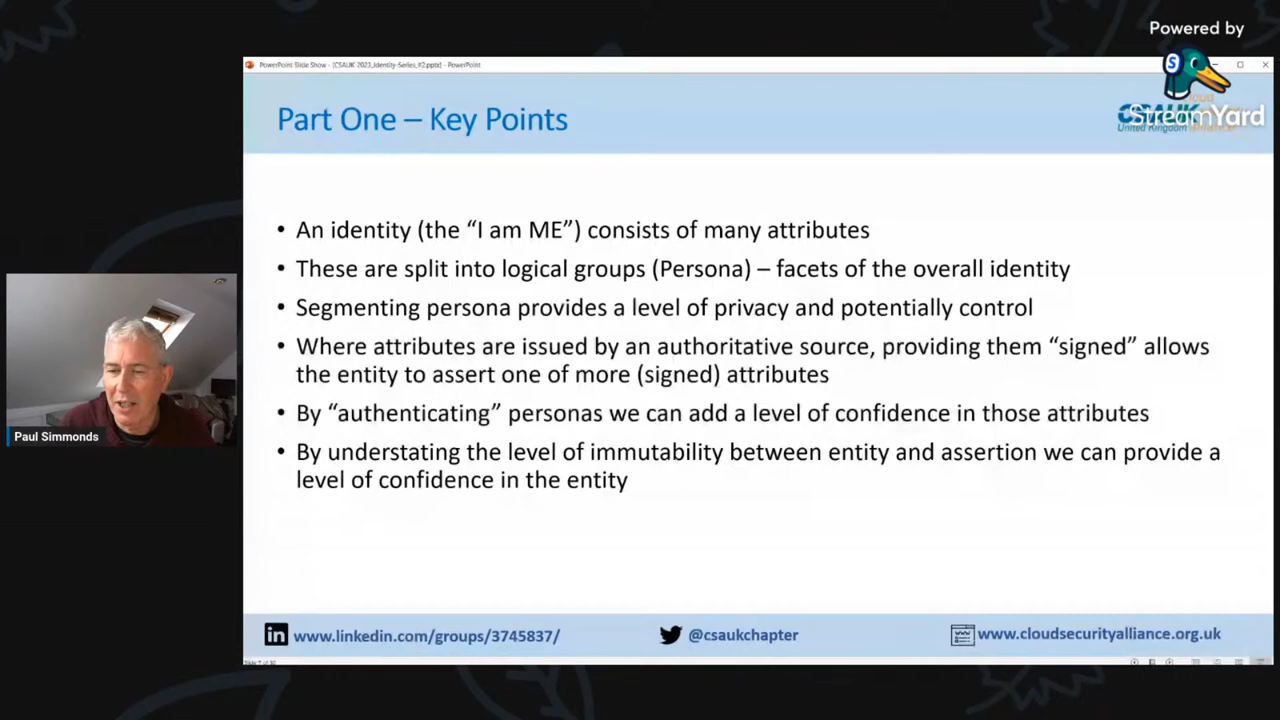 Powered by
PowerPoint Slide Show - [CSAUK 2023_Identity-Series_#2.pptx] - PowerPoint
Part One – Key Points
StreamYard
United Kingdom
• An identity (the “I am ME”) consists of many attributes
• These are split into logical groups (Persona) – facets of the overall identity
• Segmenting persona provides a level of privacy and potentially control
• Where attributes are issued by an authoritative source, providing them “signed” allows
the entity to assert one of more (signed) attributes
• By “authenticating” personas we can add a level of confidence in those attributes
Paul Simmonds
• By understating the level of immutability between entity and assertion we can provide a
level of confidence in the entity
www.linkedin.com/groups/3745837/
@csaukchapter
www.cloudsecurityalliance.org.uk